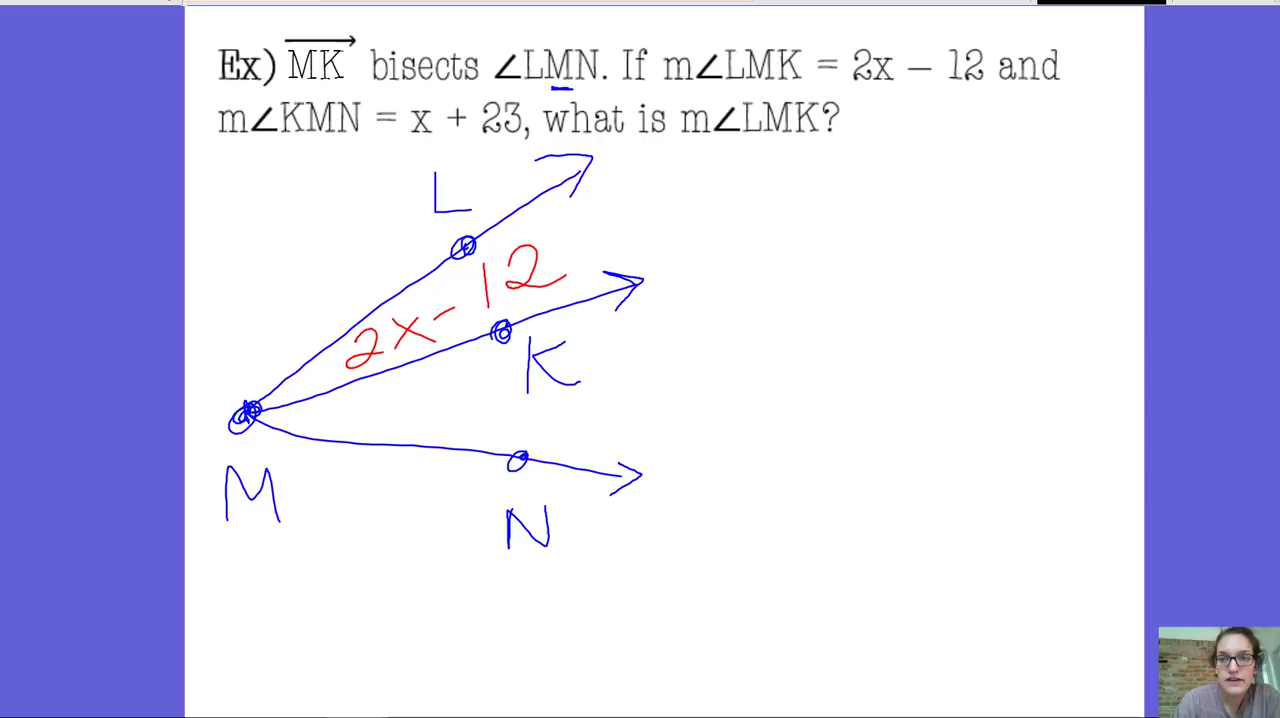 Ex) MK bisects ∠LMN. If m∠LMK = 2x – 12 and
m∠KMN = x + 23, what is m∠LMK?
L
2x-12
K
M
N